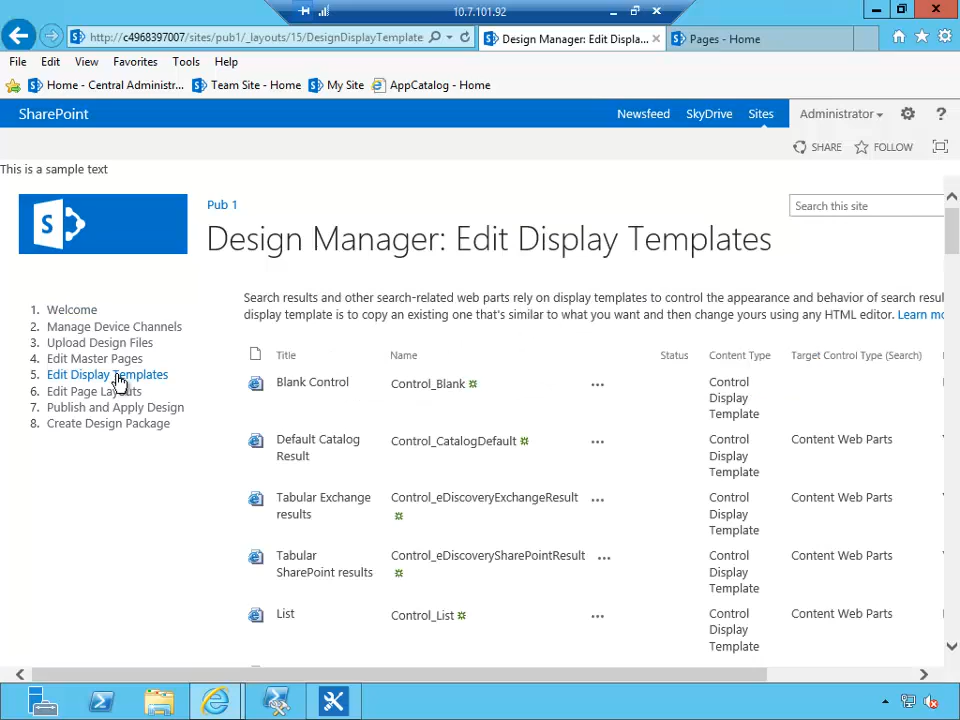 10.7.101.92
http://c4968397007/sites/pub1/_layouts/15/DesignDisplayTemplate
Design Manager: Edit Displa...
Pages - Home
File Edit View Favorites Tools Help
Home - Central Administr... Team Site - Home My Site AppCatalog - Home
SharePoint
Newsfeed SkyDrive Sites Administrator ?
SHARE FOLLOW
This is a sample text
S
Pub 1
Search this site
Design Manager: Edit Display Templates
1. Welcome
2. Manage Device Channels
3. Upload Design Files
4. Edit Master Pages
5. Edit Display Templates
6. Edit Page Layouts
7. Publish and Apply Design
8. Create Design Package
Search results and other search-related web parts rely on display templates to control the appearance and behavior of search resul
display template is to copy an existing one that's similar to what you want and then change yours using any HTML editor. Learn mo
Title Name Status Content Type Target Control Type (Search)
Blank Control Control_Blank ... Control
Display
Template
Default Catalog Control_CatalogDefault ... Control Content Web Parts
Result Display
Template
Tabular Exchange Control_eDiscoveryExchangeResult ... Control Content Web Parts
results Display
Template
Tabular Control_eDiscoverySharePointResult ... Control Content Web Parts
SharePoint results Display
Template
List Control_List ... Control Content Web Parts
Display
Template